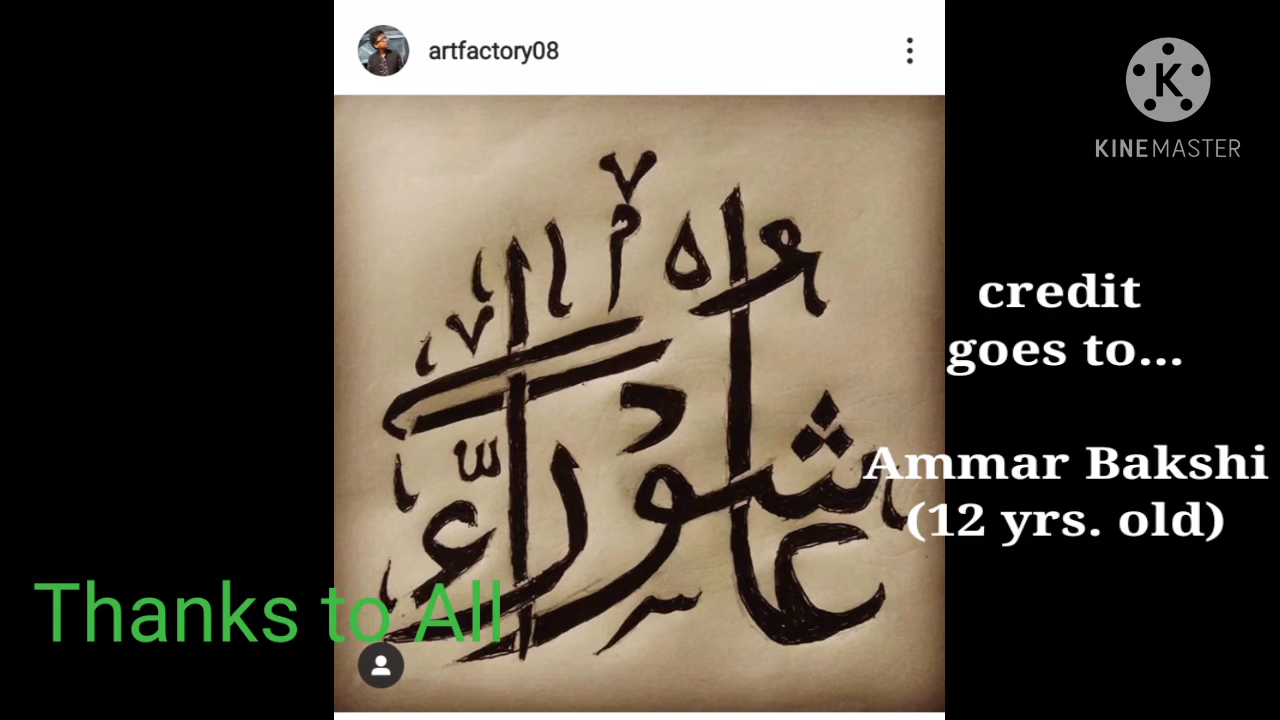 artfactory08
K
KINEMASTER
عاشوراء
credit
goes to...
Ammar Bakshi
(12 yrs. old)
Thanks to All